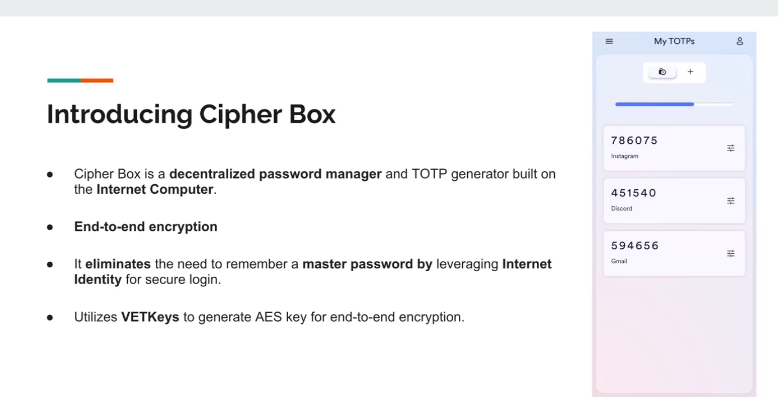 Introducing Cipher Box
● Cipher Box is a decentralized password manager and TOTP generator built on
the Internet Computer.
● End-to-end encryption
● It eliminates the need to remember a master password by leveraging Internet
Identity for secure login.
● Utilizes VETKeys to generate AES key for end-to-end encryption.
My TOTPs
+
786075
Instagram
451540
Discord
594656
Gmail